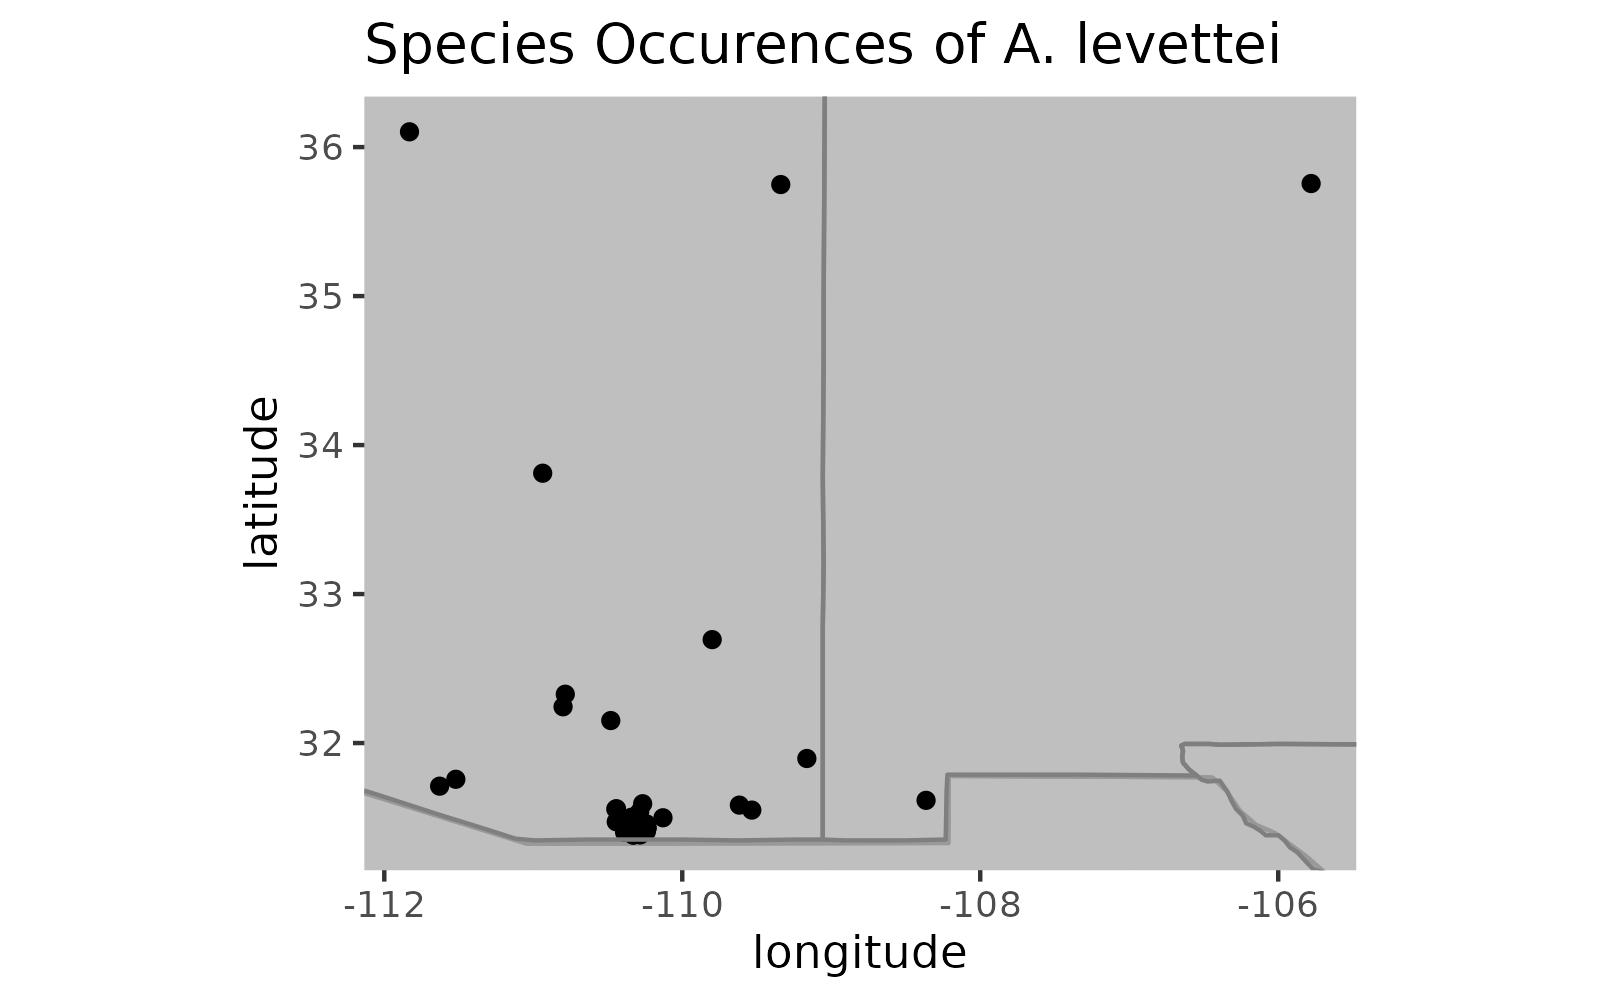 Species Occurences of A. levettei
36
35
34
33
32
latitude
-112 -110 -108 -106
longitude